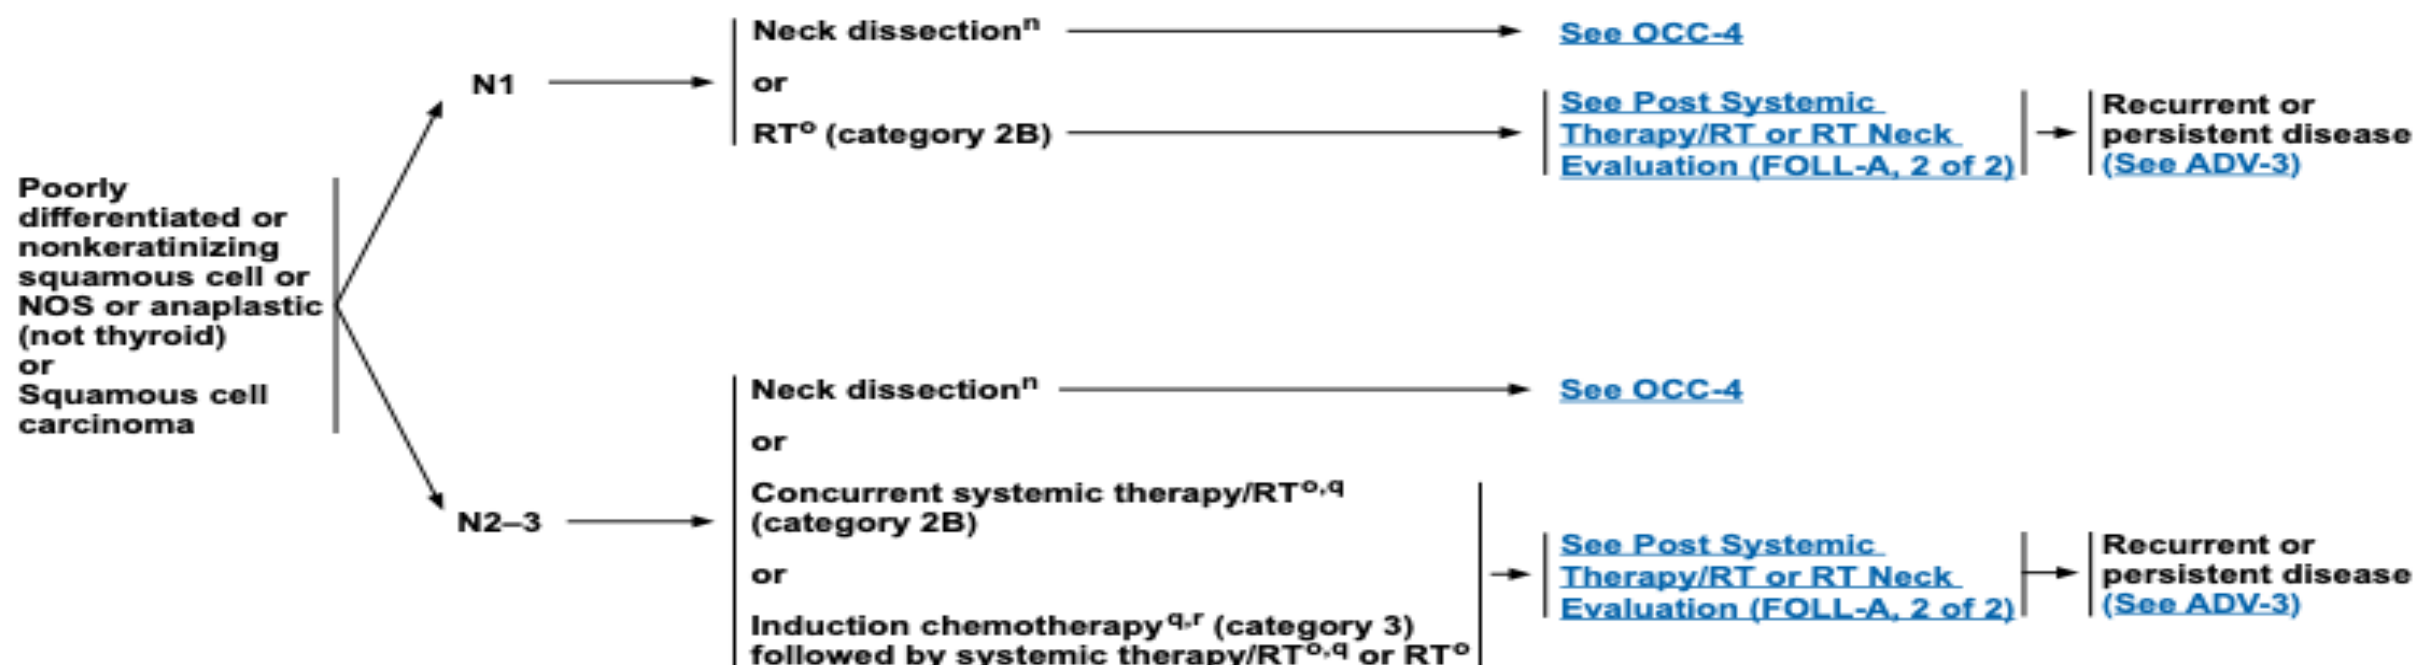 Poorly
differentiated or
nonkeratinizing
squamous cell or
NOS or anaplastic
(not thyroid)
or
Squamous cell
carcinoma
N1
Neck dissectionⁿ
or
RTᵒ (category 2B)
See OCC-4
See Post Systemic
Therapy/RT or RT Neck
Evaluation (FOLL-A, 2 of 2)
Recurrent or
persistent disease
(See ADV-3)
N2–3
Neck dissectionⁿ
or
Concurrent systemic therapy/RTᵒ,q
(category 2B)
or
Induction chemotherapy q,r (category 3)
followed by systemic therapy/RTᵒ,q or RTᵒ
See OCC-4
See Post Systemic
Therapy/RT or RT Neck
Evaluation (FOLL-A, 2 of 2)
Recurrent or
persistent disease
(See ADV-3)